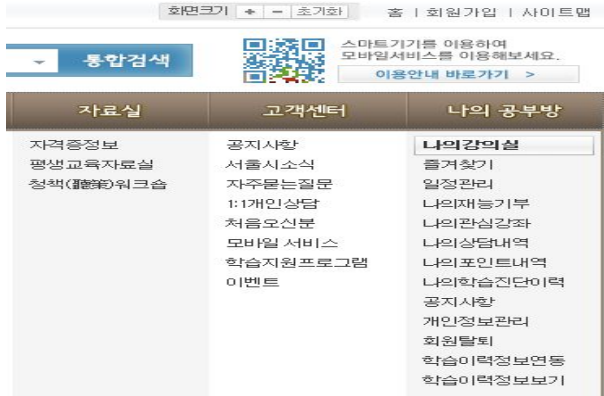 화면크기 + - 초기화 홈 | 회원가입 | 사이트맵
통합검색
스마트기기를 이용하여
모바일서비스를 이용해보세요.
이용안내 바로가기 >
자료실
자격증정보
평생교육자료실
청책(聽策)워크숍
고객센터
공지사항
서울시소식
자주묻는질문
1:1개인상담
처음오신분
모바일 서비스
학습지원프로그램
이벤트
나의 공부방
나의강의실
즐겨찾기
일정관리
나의재능기부
나의관심강좌
나의상담내역
나의포인트내역
나의학습진단이력
공지사항
개인정보관리
회원탈퇴
학습이력정보연동
학습이력정보보기